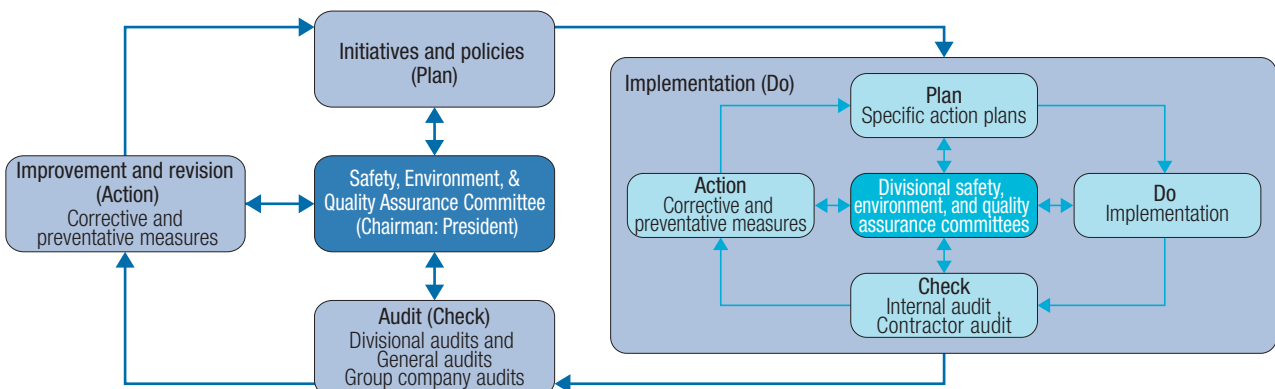 Initiatives and policies
(Plan)
Implementation (Do)
Plan
Specific action plans
Improvement and revision
(Action)
Corrective and
preventative measures
Safety, Environment, &
Quality Assurance Committee
(Chairman: President)
Action
Corrective and
preventative measures
Divisional safety,
environment, and quality
assurance committees
Do
Implementation
Check
Internal audit ,
Contractor audit
Audit (Check)
Divisional audits and
General audits
Group company audits